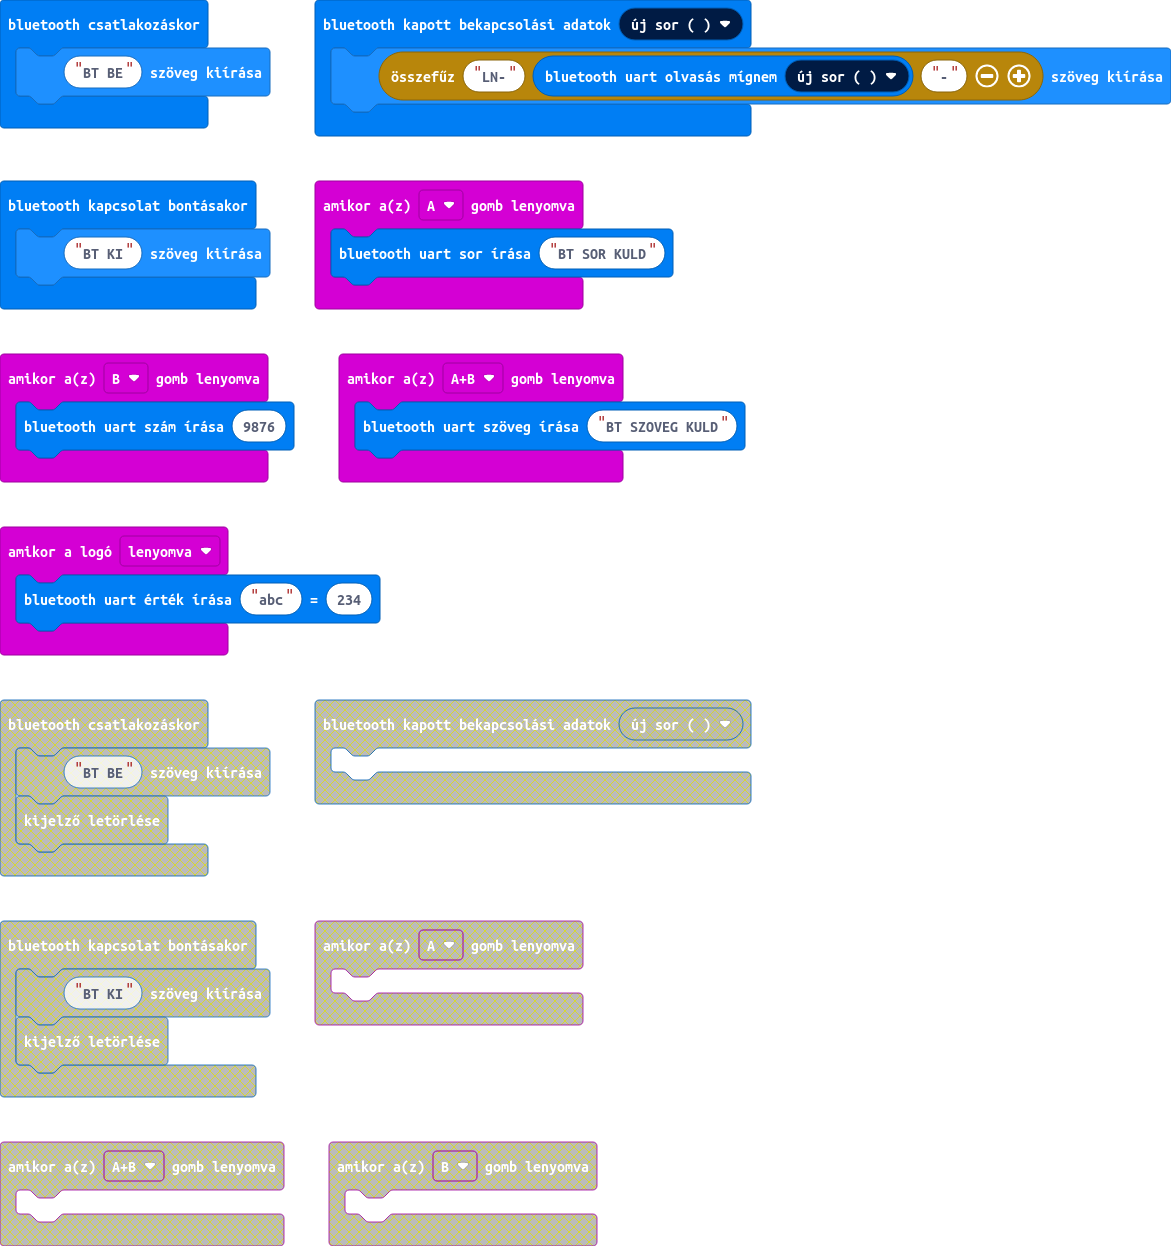 bluetooth csatlakozáskor
"BT BE" szöveg kiírása
bluetooth kapott bekapcsolási adatok új sor ( )
összefűz "LN-" bluetooth uart olvasás mígnem új sor ( ) "-" szöveg kiírása
bluetooth kapcsolat bontásakor
"BT KI" szöveg kiírása
amikor a(z) A gomb lenyomva
bluetooth uart sor írása "BT SOR KULD"
amikor a(z) B gomb lenyomva
bluetooth uart szám írása 9876
amikor a(z) A+B gomb lenyomva
bluetooth uart szöveg írása "BT SZOVEG KULD"
amikor a logó lenyomva
bluetooth uart érték írása "abc" = 234
bluetooth csatlakozáskor
"BT BE" szöveg kiírása
kijelző letörlése
bluetooth kapott bekapcsolási adatok új sor ( )
bluetooth kapcsolat bontásakor
"BT KI" szöveg kiírása
kijelző letörlése
amikor a(z) A gomb lenyomva
amikor a(z) A+B gomb lenyomva
amikor a(z) B gomb lenyomva